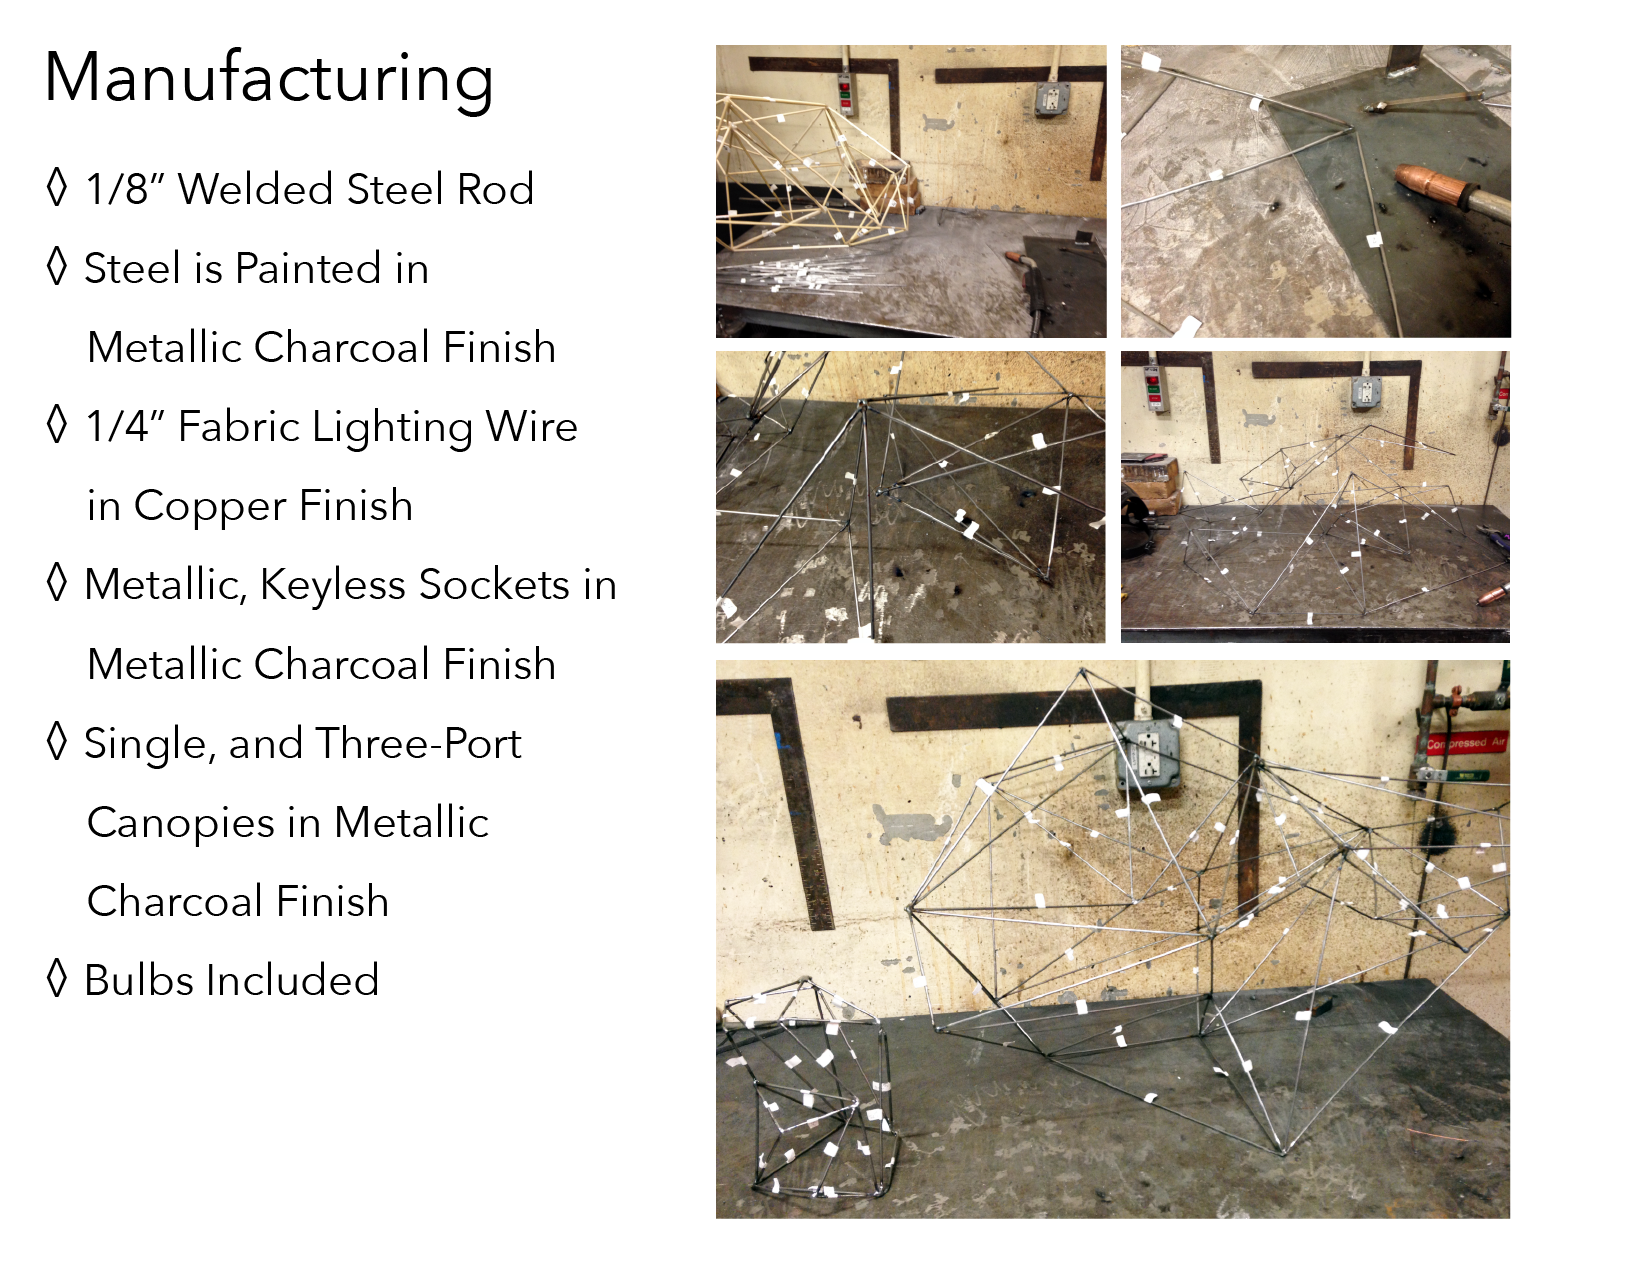 Manufacturing
◊ 1/8” Welded Steel Rod
◊ Steel is Painted in
Metallic Charcoal Finish
◊ 1/4” Fabric Lighting Wire
in Copper Finish
◊ Metallic, Keyless Sockets in
Metallic Charcoal Finish
◊ Single, and Three-Port
Canopies in Metallic
Charcoal Finish
◊ Bulbs Included
Compressed Air